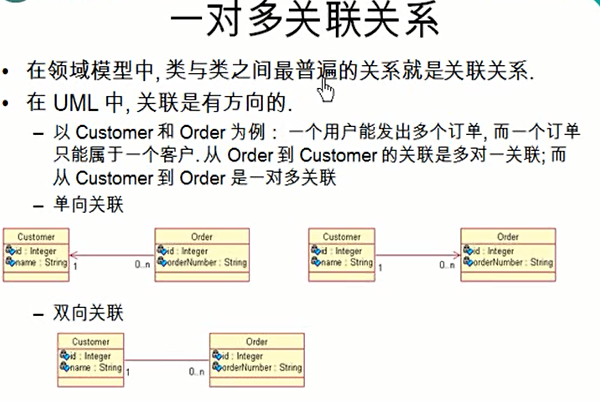 一对多关联关系
• 在领域模型中, 类与类之间最普遍的关系就是关联关系.
• 在 UML 中, 关联是有方向的.
– 以 Customer 和 Order 为例： 一个用户能发出多个订单, 而一个订单
只能属于一个客户. 从 Order 到 Customer 的关联是多对一关联; 而
从 Customer 到 Order 是一对多关联
– 单向关联
Customer
id : Integer
name : String
1
0..n
Order
id : Integer
orderNumber : String
Customer
id : Integer
name : String
1
0..n
Order
id : Integer
orderNumber : String
– 双向关联
Customer
id : Integer
name : String
1
0..n
Order
id : Integer
orderNumber : String